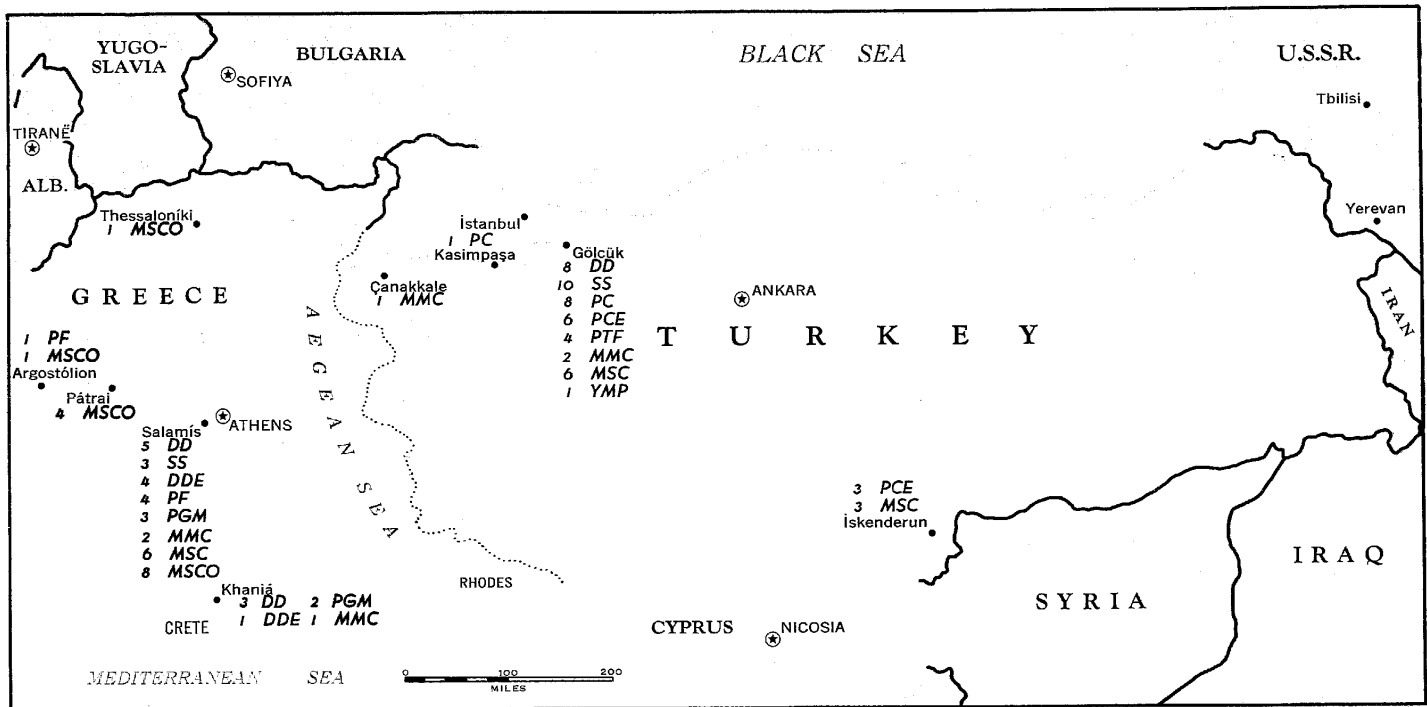 YUGO-
SLAVIA
BULGARIA
BLACK SEA
U.S.S.R.
SOFIYA
Tbilisi
TIRANË
ALB.
Thessaloníki
1 MSCO
İstanbul
1 PC
Kasimpaşa
Yerevan
Gölcük
8 DD
10 SS
8 PC
6 PCE
4 PTF
2 MMC
6 MSC
1 YMP
Çanakkale
1 MMC
ANKARA
IRAN
GREECE
AEGEAN SEA
TURKEY
1 PF
1 MSCO
Argostólion
Pátrai
4 MSCO
ATHENS
Salamís
5 DD
3 SS
4 DDE
4 PF
3 PGM
2 MMC
6 MSC
8 MSCO
3 PCE
3 MSC
İskenderun
IRAQ
SYRIA
RHODES
Khaniá
3 DD 2 PGM
1 DDE 1 MMC
CRETE
CYPRUS
NICOSIA
MEDITERRANEAN SEA
0 100 200
MILES